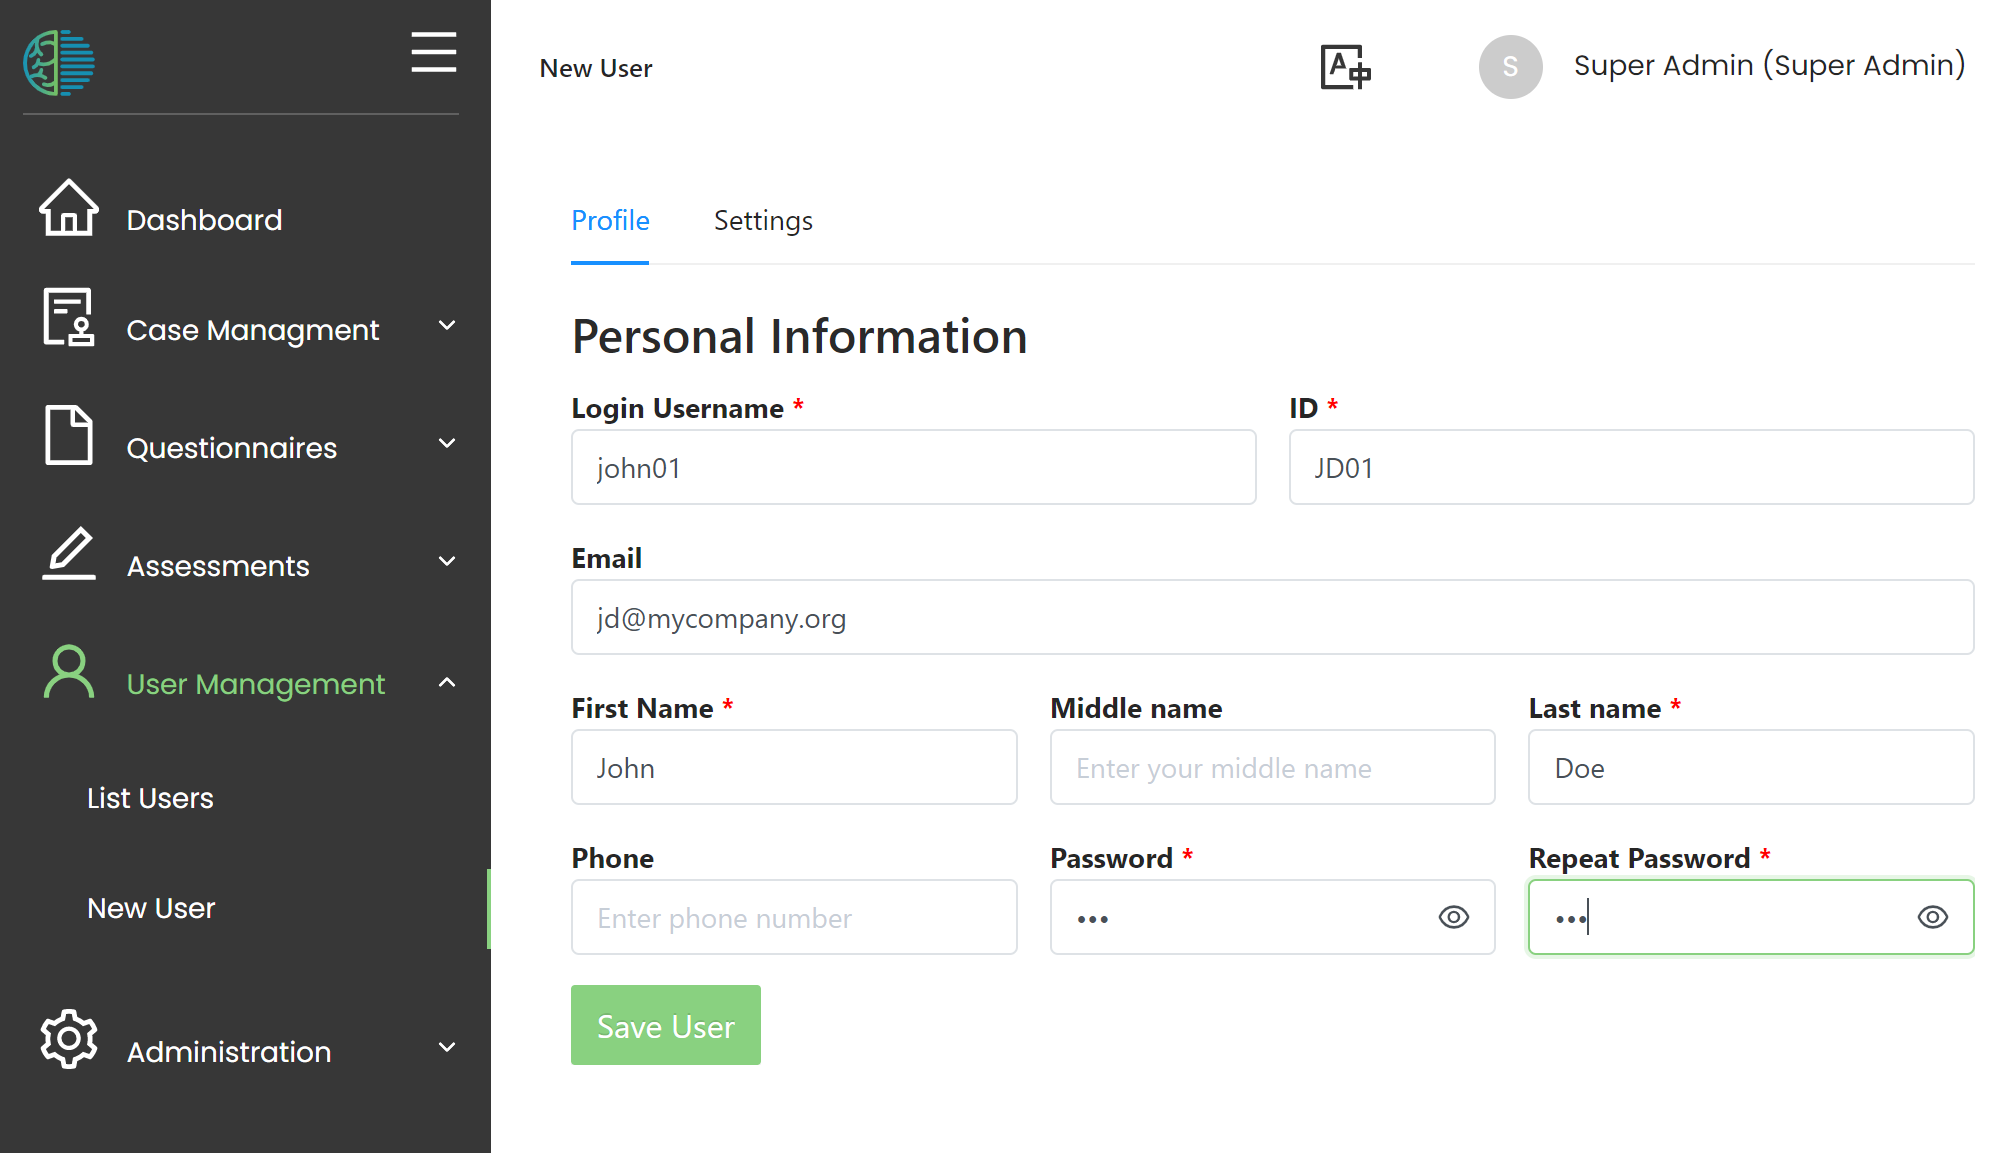 New User
S
Super Admin (Super Admin)
Dashboard
Case Managment
Questionnaires
Assessments
User Management
List Users
New User
Administration
Profile
Settings
Personal Information
Login Username *
ID *
john01
JD01
Email
jd@mycompany.org
First Name *
Middle name
Last name *
John
Enter your middle name
Doe
Phone
Password *
Repeat Password *
Enter phone number
•••
•••
Save User